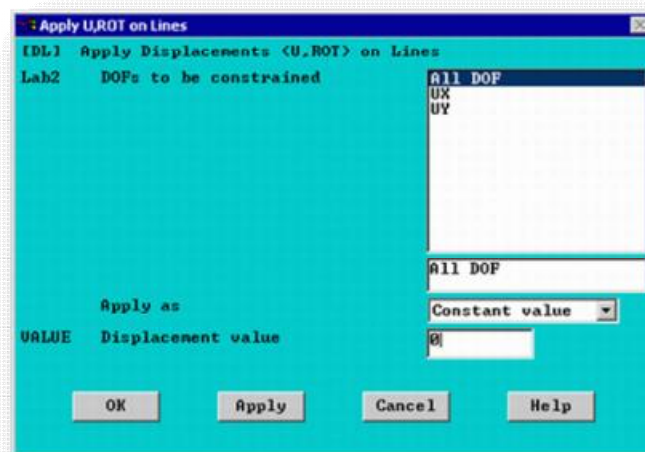 Apply U,ROT on Lines
[DL] Apply Displacements (U,ROT) on Lines
Lab2 DOFs to be constrained
All DOF
UX
UY
All DOF
Apply as Constant value
VALUE Displacement value 0
OK Apply Cancel Help